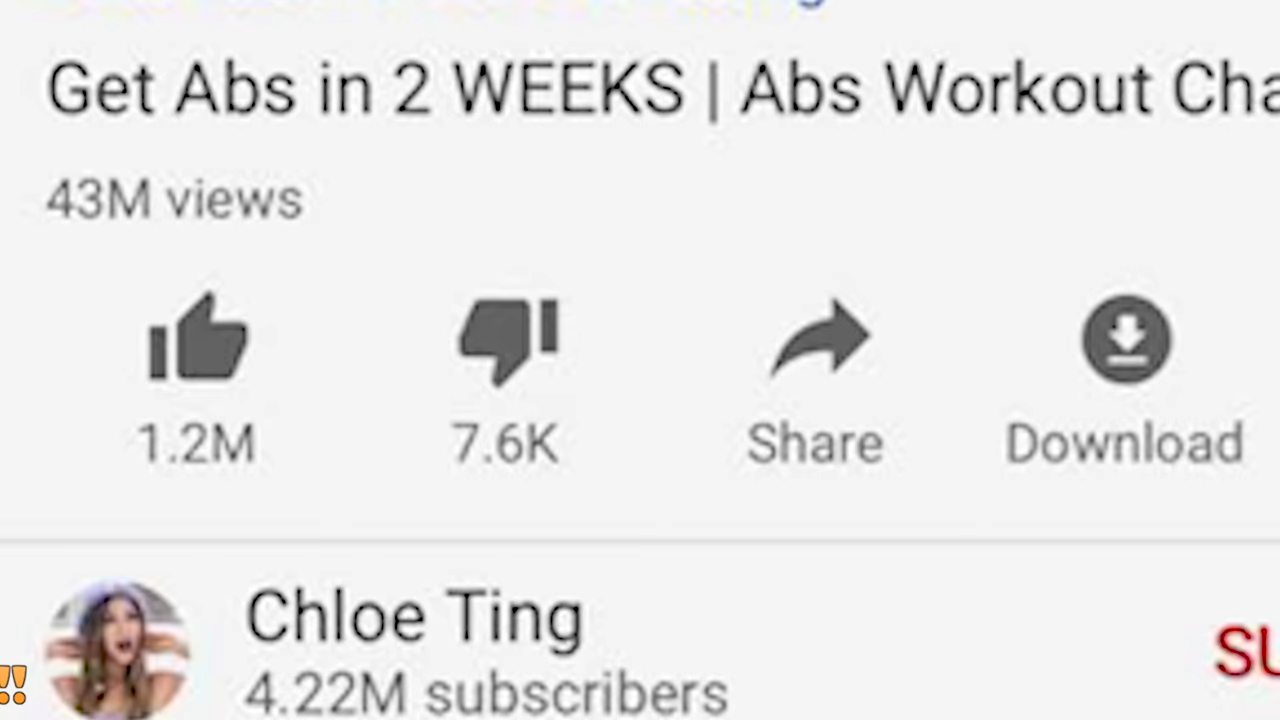 Get Abs in 2 WEEKS | Abs Workout Cha
43M views
1.2M 7.6K Share Download
Chloe Ting
SU
!!
4.22M subscribers